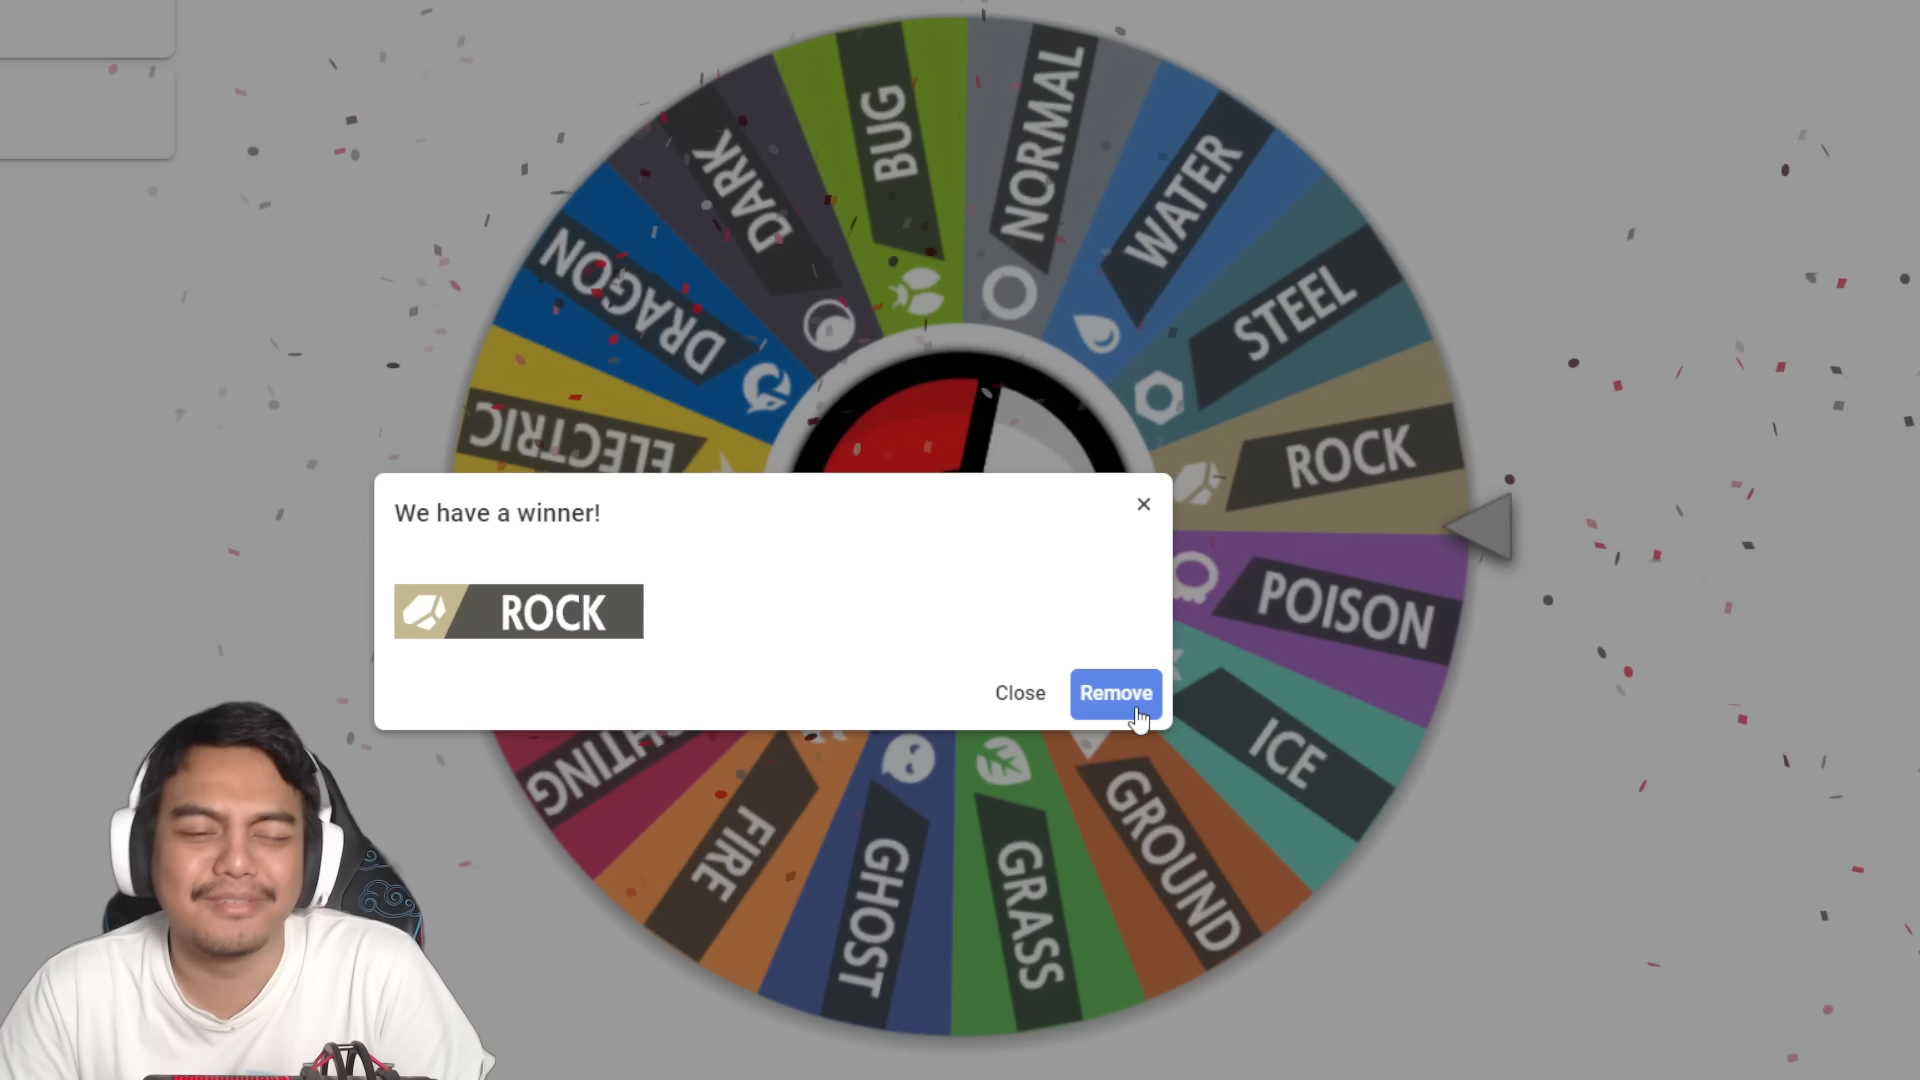 BUG
NORMAL
DARK
WATER
DRAGON
STEEL
ELECTRIC
ROCK
We have a winner!
ROCK
Close
Remove
POISON
ICE
GROUND
GRASS
GHOST
FIRE